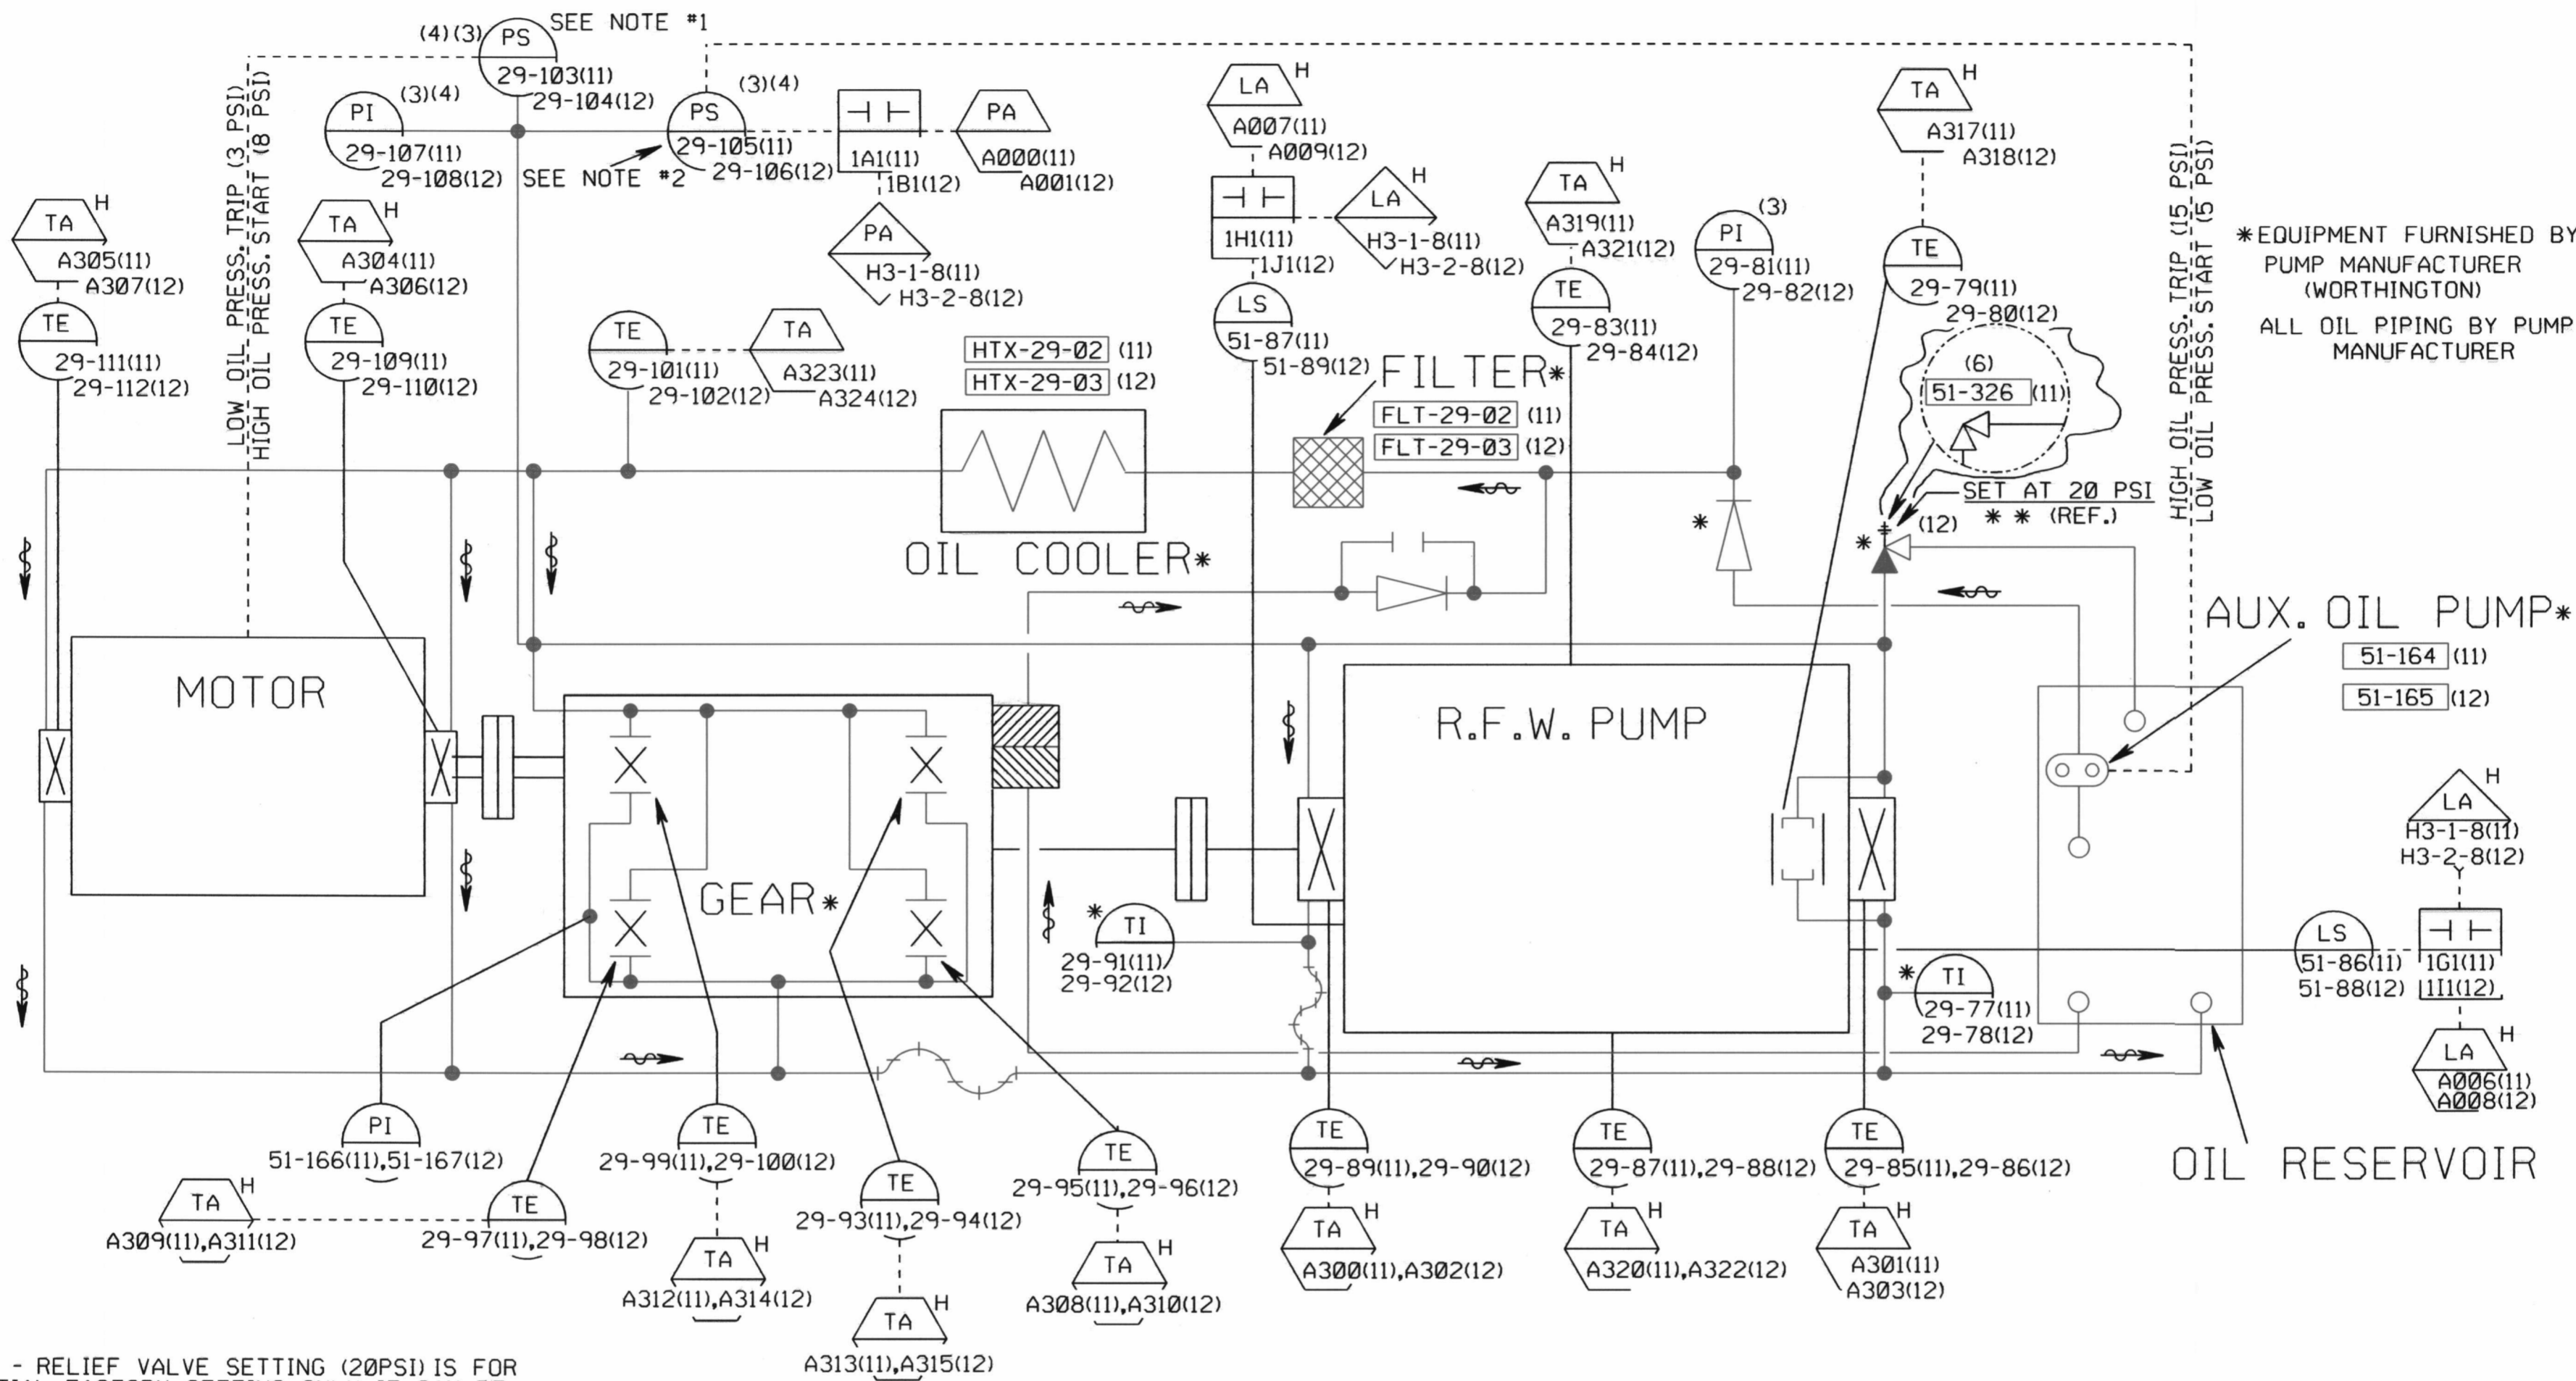 (4)(3)
PS
SEE NOTE #1
29-103(11)
29-104(12)
PI
(3)(4)
29-107(11)
29-108(12)
PS
(3)(4)
29-105(11)
29-106(12)
SEE NOTE #2
1A1(11)
1B1(12)
PA
A000(11)
A001(12)
PA
H3-1-8(11)
H3-2-8(12)
LOW OIL PRESS. TRIP (3 PSI)
HIGH OIL PRESS. START (8 PSI)
TA
H
A305(11)
A307(12)
TE
29-111(11)
29-112(12)
TA
H
A304(11)
A306(12)
TE
29-109(11)
29-110(12)
TE
29-101(11)
29-102(12)
TA
A323(11)
A324(12)
HTX-29-02 (11)
HTX-29-03 (12)
OIL COOLER*
LA
H
A007(11)
A009(12)
1H1(11)
1J1(12)
LA
H
H3-1-8(11)
H3-2-8(12)
LS
51-87(11)
51-89(12)
FILTER*
FLT-29-02 (11)
FLT-29-03 (12)
TA
H
A319(11)
A321(12)
TE
29-83(11)
29-84(12)
PI
(3)
29-81(11)
29-82(12)
*
TA
H
A317(11)
A318(12)
TE
29-79(11)
29-80(12)
(6)
51-326 (11)
SET AT 20 PSI
* * (REF.)
(12)
*
HIGH OIL PRESS. TRIP (15 PSI)
LOW OIL PRESS. START (5 PSI)
*EQUIPMENT FURNISHED BY
PUMP MANUFACTURER
(WORTHINGTON)
ALL OIL PIPING BY PUMP
MANUFACTURER
AUX. OIL PUMP*
51-164 (11)
51-165 (12)
MOTOR
GEAR*
R.F.W. PUMP
* TI
29-91(11)
29-92(12)
* TI
29-77(11)
29-78(12)
LA
H
H3-1-8(11)
H3-2-8(12)
LS
51-86(11)
51-88(12)
1G1(11)
1I1(12)
LA
H
A006(11)
A008(12)
OIL RESERVOIR
PI
51-166(11),51-167(12)
TA
H
A309(11),A311(12)
TE
29-97(11),29-98(12)
TE
29-99(11),29-100(12)
TA
H
A312(11),A314(12)
TE
29-93(11),29-94(12)
TA
H
A313(11),A315(12)
TE
29-95(11),29-96(12)
TA
H
A308(11),A310(12)
TE
29-89(11),29-90(12)
TA
H
A300(11),A302(12)
TE
29-87(11),29-88(12)
TA
H
A320(11),A322(12)
TE
29-85(11),29-86(12)
TA
H
A301(11)
A303(12)
- RELIEF VALVE SETTING (20PSI) IS FOR